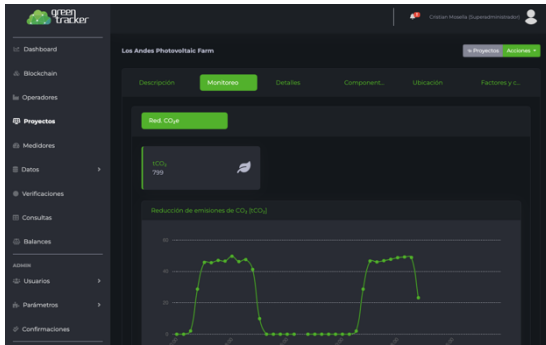 green
tracker
Cristian Mosella (Superadministrador)
Dashboard
Blockchain
Operadores
Proyectos
Medidores
Datos
Verificaciones
Consultas
Balances
ADMIN
Usuarios
Parámetros
Confirmaciones
Los Andes Photovoltaic Farm
Proyectos
Acciones
Descripción Monitoreo Detalles Component... Ubicación Factores y c...
Red. CO₂e
tCO₂
799
Reducción de emisiones de CO₂ [tCO₂]
60
40
20
0